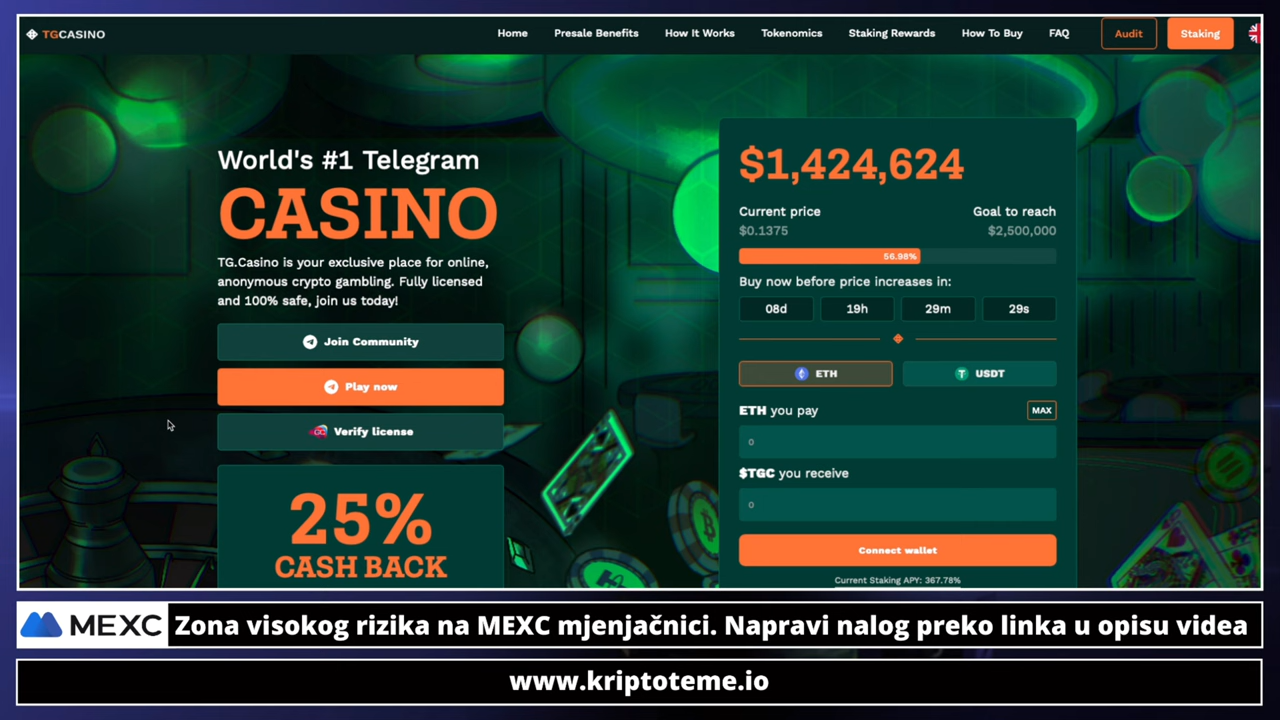 TGCASINO
Home Presale Benefits How It Works Tokenomics Staking Rewards How To Buy FAQ Audit Staking
World's #1 Telegram
CASINO
TG.Casino is your exclusive place for online,
anonymous crypto gambling. Fully licensed
and 100% safe, join us today!
Join Community
Play now
Verify license
25%
CASH BACK
$1,424,624
Current price Goal to reach
$0.1375 $2,500,000
56.98%
Buy now before price increases in:
08d 19h 29m 29s
ETH USDT
ETH you pay MAX
0
$TGC you receive
0
Connect wallet
Current Staking APY: 367.78%
MEXC Zona visokog rizika na MEXC mjenjačnici. Napravi nalog preko linka u opisu videa
www.kriptoteme.io